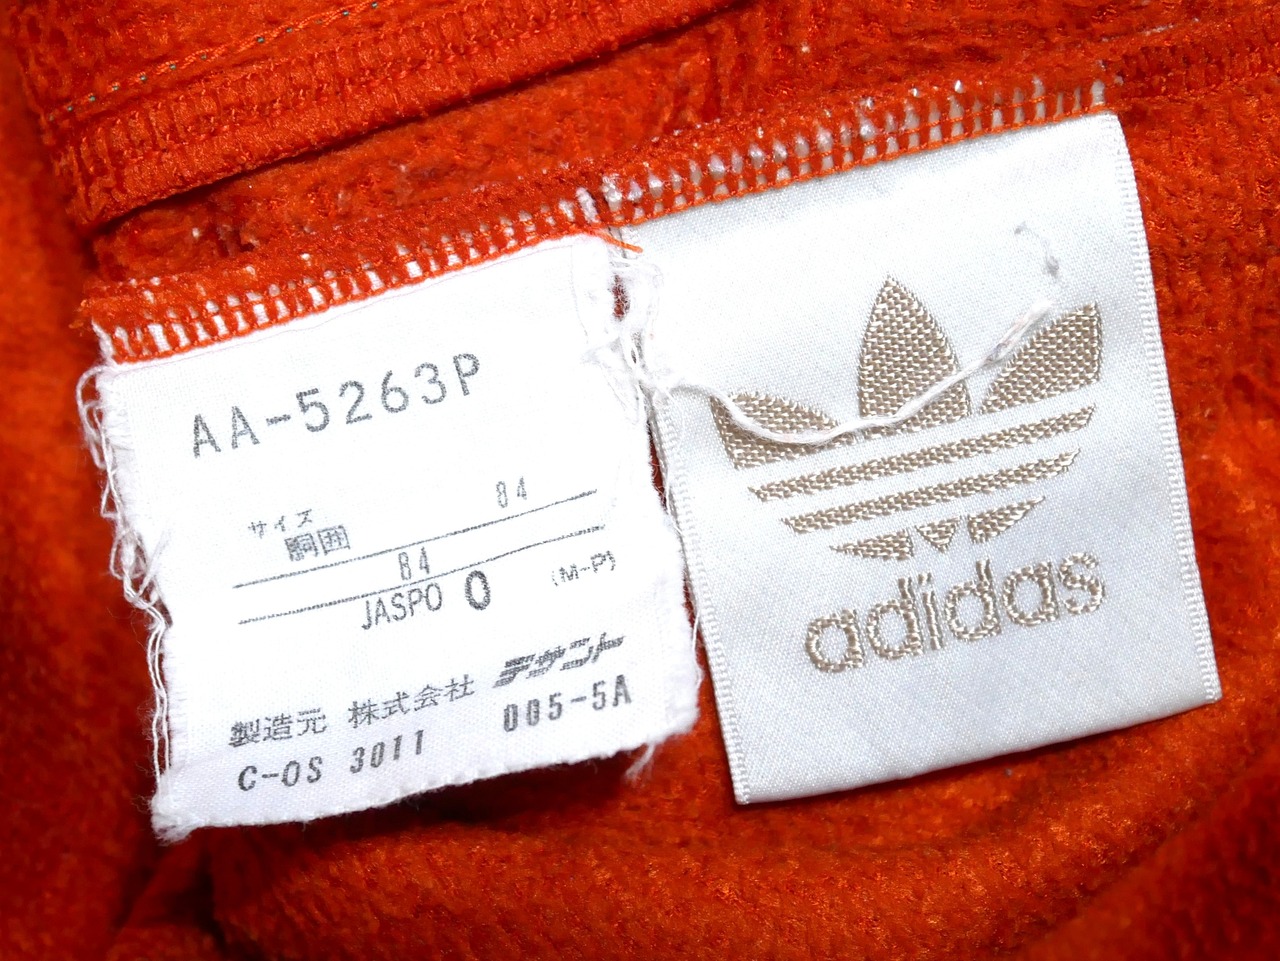 AA-5263P
サイズ
胴囲
84
84
JASPO 0 (M-P)
製造元 株式会社 デサント
C-OS 3011 005-5A
adidas